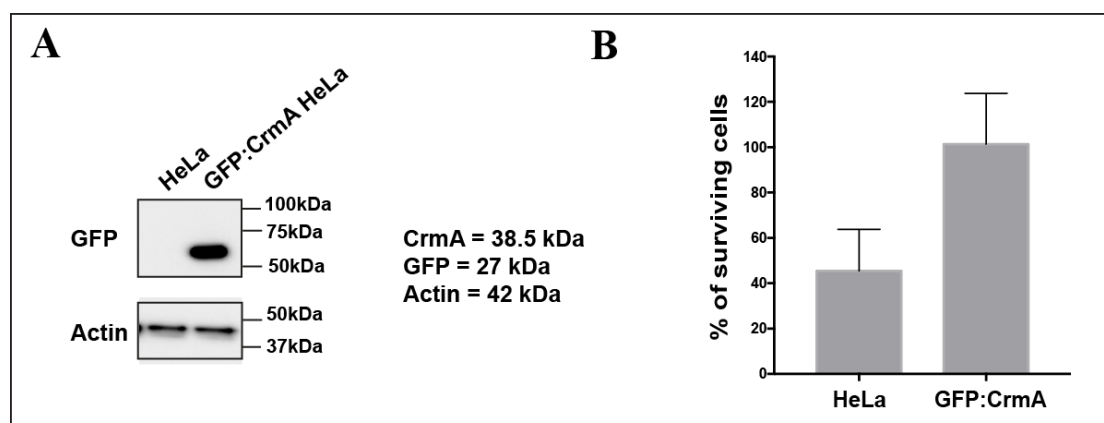 A
HeLa
GFP:CrmA HeLa
GFP
100kDa
75kDa
50kDa
Actin
50kDa
37kDa
CrmA = 38.5 kDa
GFP = 27 kDa
Actin = 42 kDa
B
% of surviving cells
140
120
100
80
60
40
20
0
HeLa
GFP:CrmA